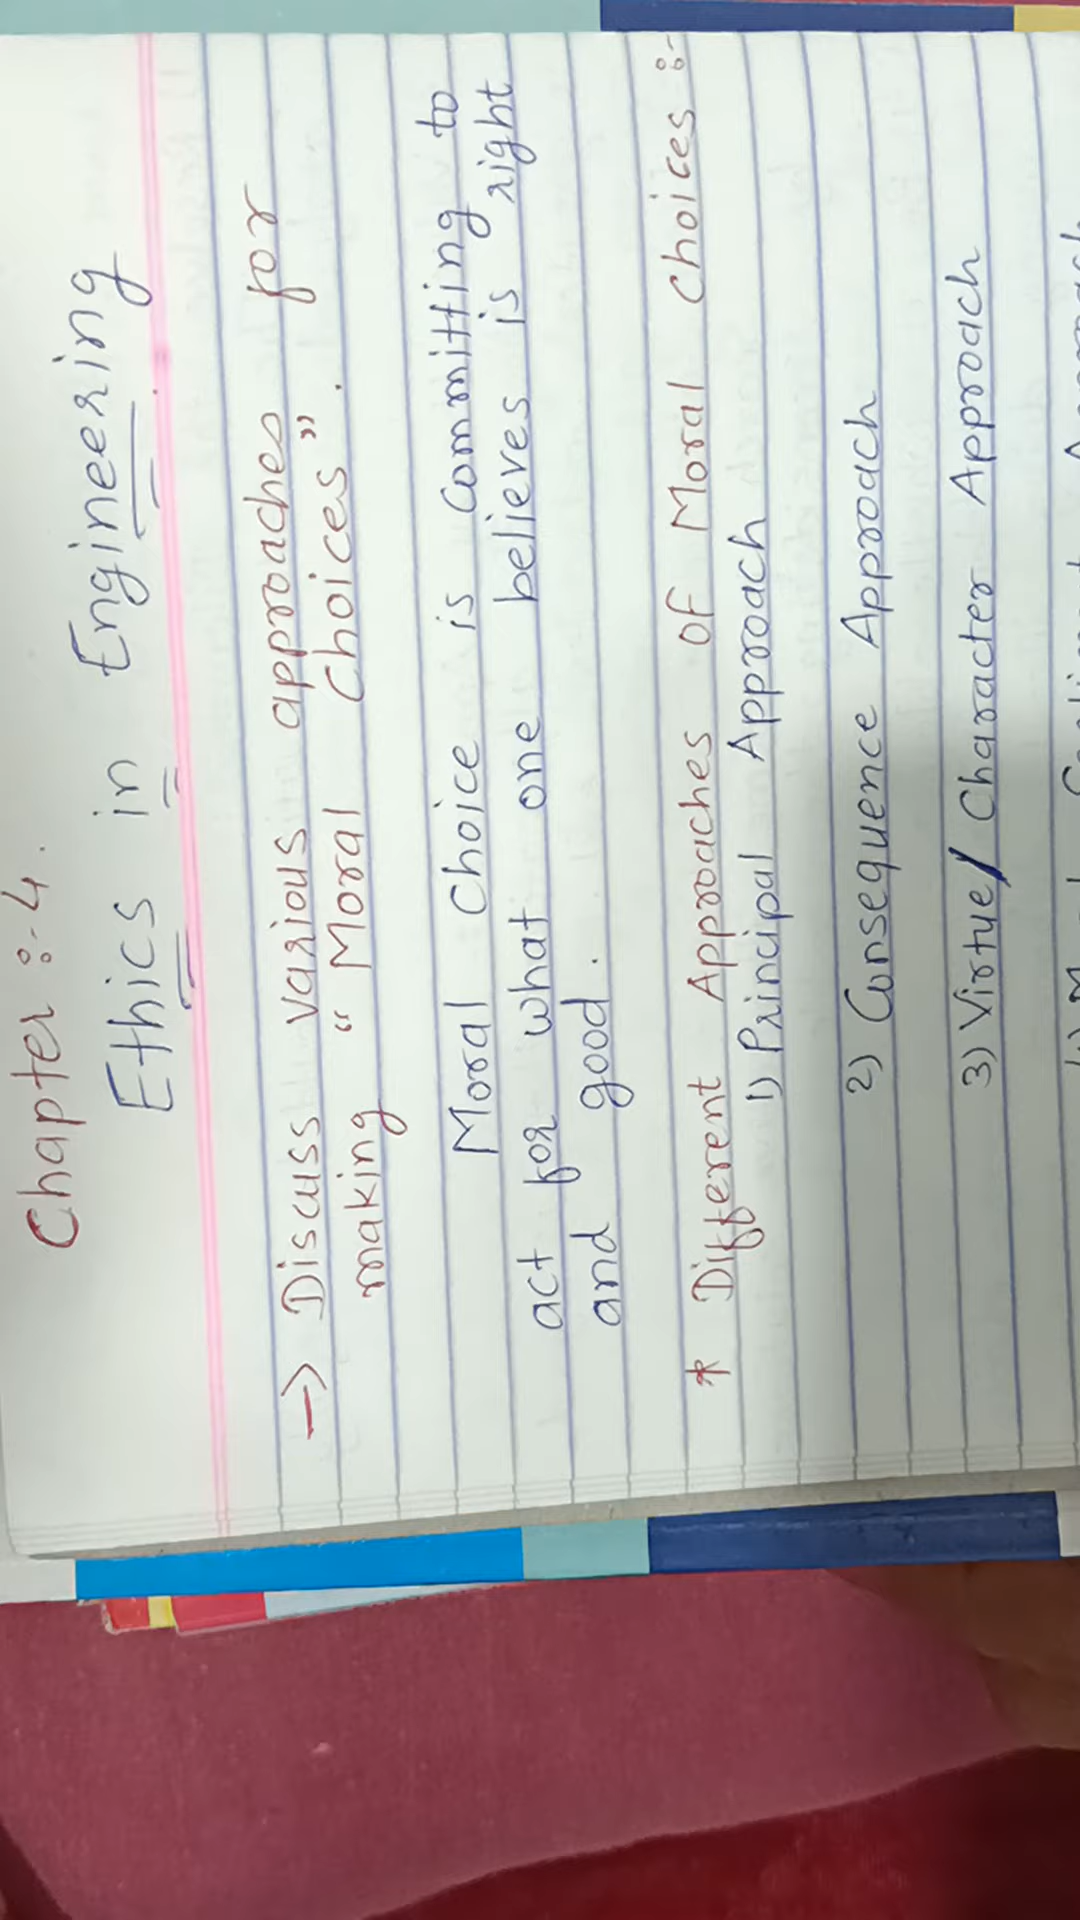 Chapter :- 4.
Ethics in Engineering
→ Discuss various approaches for
making " Moral Choices ".
Moral Choice is Committing to
act for what one believes is right
and good.
* Different Approaches of Moral Choices :-
1) Principal Approach
2) Consequence Approach
3) Virtue/ Character Approach